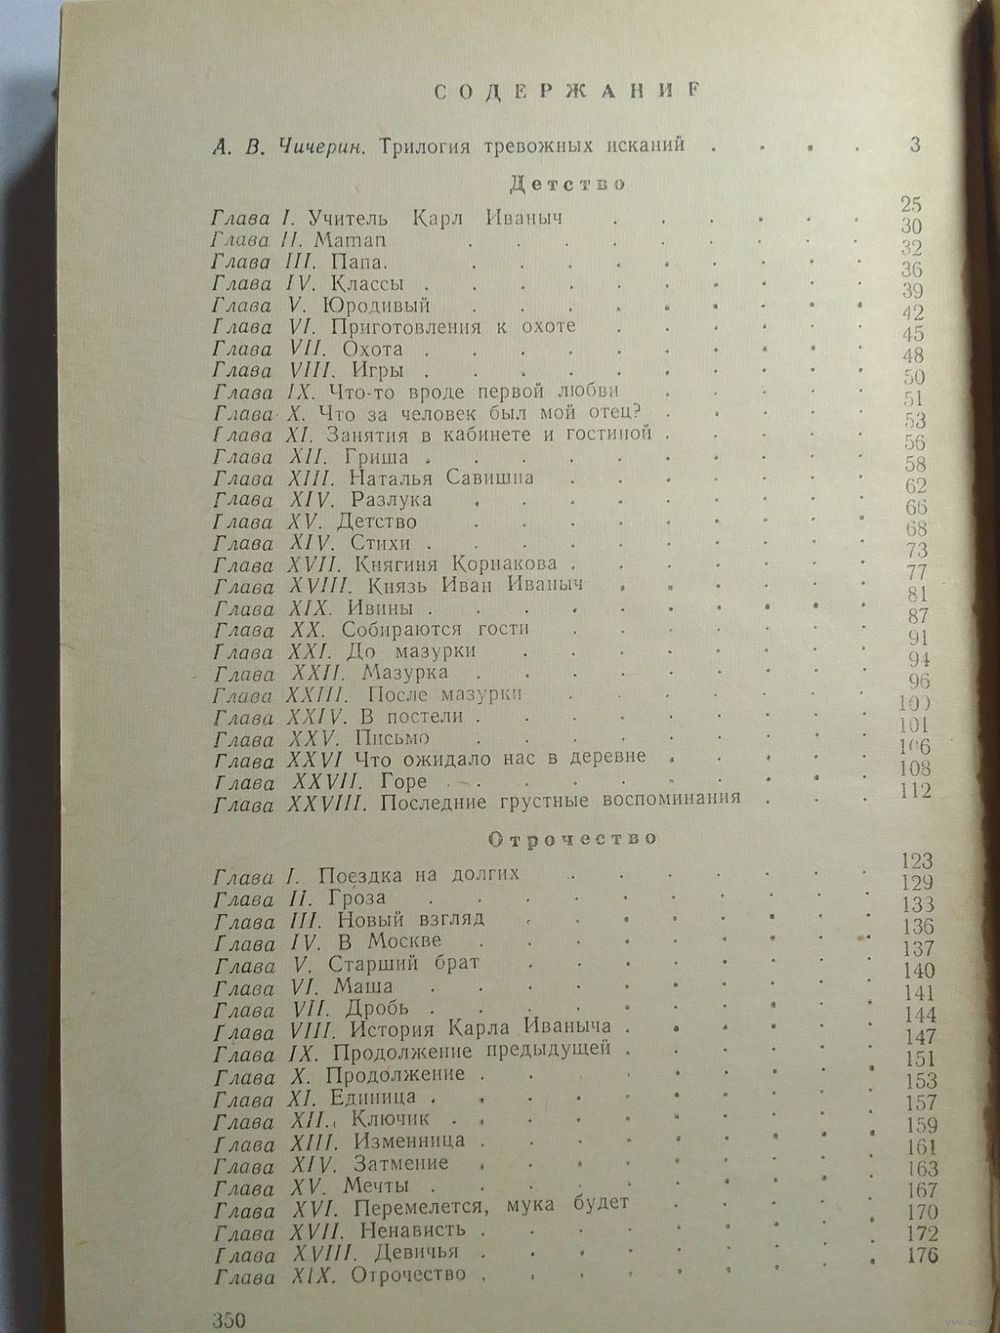 СОДЕРЖАНИЕ
А. В. Чичерин. Трилогия тревожных исканий . . . . 3
Детство
Глава I. Учитель Карл Иваныч . . . . . . 25
Глава II. Maman . . . . . . . . . 30
Глава III. Папа. . . . . . . . . . 32
Глава IV. Классы . . . . . . . . . . 36
Глава V. Юродивый . . . . . . . . . 39
Глава VI. Приготовления к охоте . . . . . . 42
Глава VII. Охота . . . . . . . . . . 45
Глава VIII. Игры . . . . . . . . . . 48
Глава IX. Что-то вроде первой любви . . . . 50
Глава X. Что за человек был мой отец? . . . . . 51
Глава XI. Занятия в кабинете и гостиной . . . . . 53
Глава XII. Гриша . . . . . . . . . . 56
Глава XIII. Наталья Савишна . . . . . . . 58
Глава XIV. Разлука . . . . . . . . . 62
Глава XV. Детство . . . . . . . . . 66
Глава XIV. Стихи . . . . . . . . . . 68
Глава XVII. Княгиня Корнакова . . . . . . . 73
Глава XVIII. Князь Иван Иваныч . . . . . . 77
Глава XIX. Ивины . . . . . . . . . . 81
Глава XX. Собираются гости . . . . . . . 87
Глава XXI. До мазурки . . . . . . . . 91
Глава XXII. Мазурка . . . . . . . . . 94
Глава XXIII. После мазурки . . . . . . . 96
Глава XXIV. В постели . . . . . . . . . 100
Глава XXV. Письмо . . . . . . . . . 101
Глава XXVI Что ожидало нас в деревне . . . . . 106
Глава XXVII. Горе . . . . . . . . . 108
Глава XXVIII. Последние грустные воспоминания . . . 112
Отрочество
Глава I. Поездка на долгих . . . . . . . 123
Глава II. Гроза . . . . . . . . . . 129
Глава III. Новый взгляд . . . . . . . . 133
Глава IV. В Москве . . . . . . . . . 136
Глава V. Старший брат . . . . . . . . 137
Глава VI. Маша . . . . . . . . . . 140
Глава VII. Дробь . . . . . . . . . . 141
Глава VIII. История Карла Иваныча . . . . . . 144
Глава IX. Продолжение предыдущей . . . . . . 147
Глава X. Продолжение . . . . . . . . . 151
Глава XI. Единица . . . . . . . . . . 153
Глава XII. Ключик . . . . . . . . . . 157
Глава XIII. Изменница . . . . . . . . . 159
Глава XIV. Затмение . . . . . . . . . 161
Глава XV. Мечты . . . . . . . . . . 163
Глава XVI. Перемелется, мука будет . . . . . 167
Глава XVII. Ненависть . . . . . . . . . 170
Глава XVIII. Девичья . . . . . . . . . 172
Глава XIX. Отрочество . . . . . . . . . 176
350